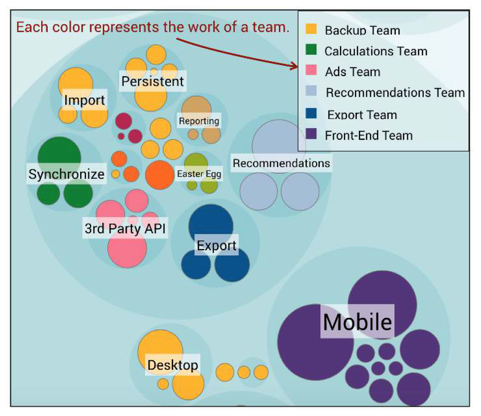 Each color represents the work of a team.
Backup Team
Calculations Team
Ads Team
Recommendations Team
Export Team
Front-End Team
Persistent
Import
Reporting
Recommendations
Synchronize
Easter Egg
3rd Party API
Export
Mobile
Desktop